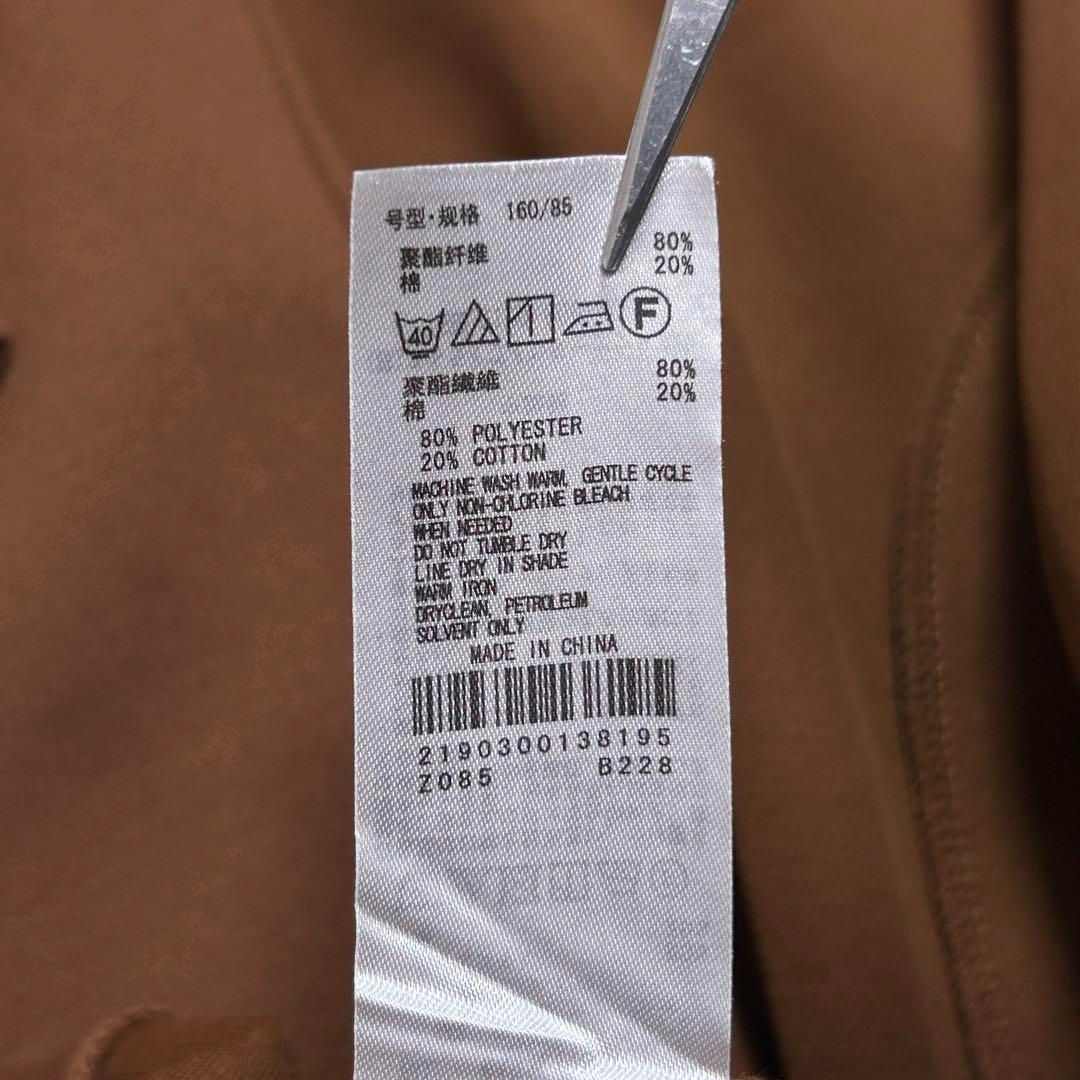 号型·规格 160/85
聚酯纤维 80%
棉 20%
40 F
聚酯纖維 80%
棉 20%
80% POLYESTER
20% COTTON
MACHINE WASH WARM, GENTLE CYCLE
ONLY NON-CHLORINE BLEACH
WHEN NEEDED
DO NOT TUMBLE DRY
LINE DRY IN SHADE
WARM IRON
DRYCLEAN, PETROLEUM
SOLVENT ONLY
MADE IN CHINA
2190300138195
Z085 B228